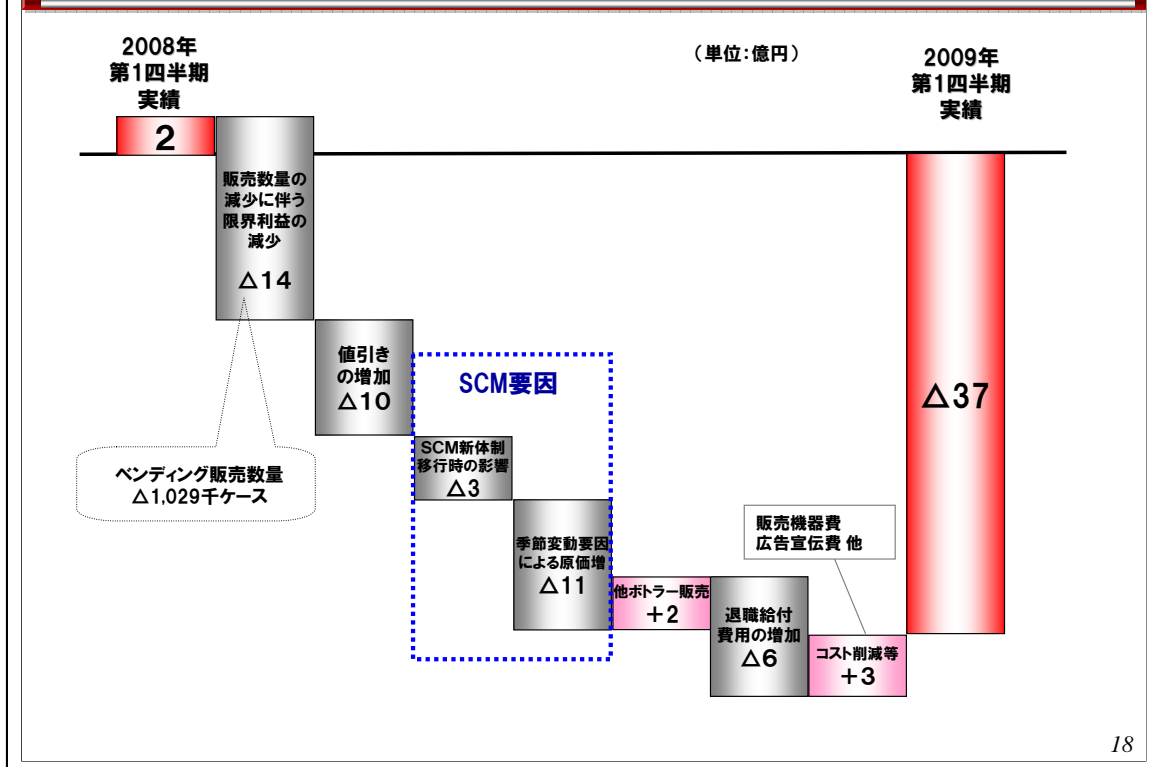 2008年
第1四半期
実績
（単位：億円）
2009年
第1四半期
実績
2
販売数量の
減少に伴う
限界利益の
減少
△14
値引き
の増加
△10
SCM要因
△37
ベンディング販売数量
△1,029千ケース
SCM新体制
移行時の影響
△3
季節変動要因
による原価増
△11
他ボトラー販売
＋2
退職給付
費用の増加
△6
販売機器費
広告宣伝費 他
コスト削減等
＋3
18